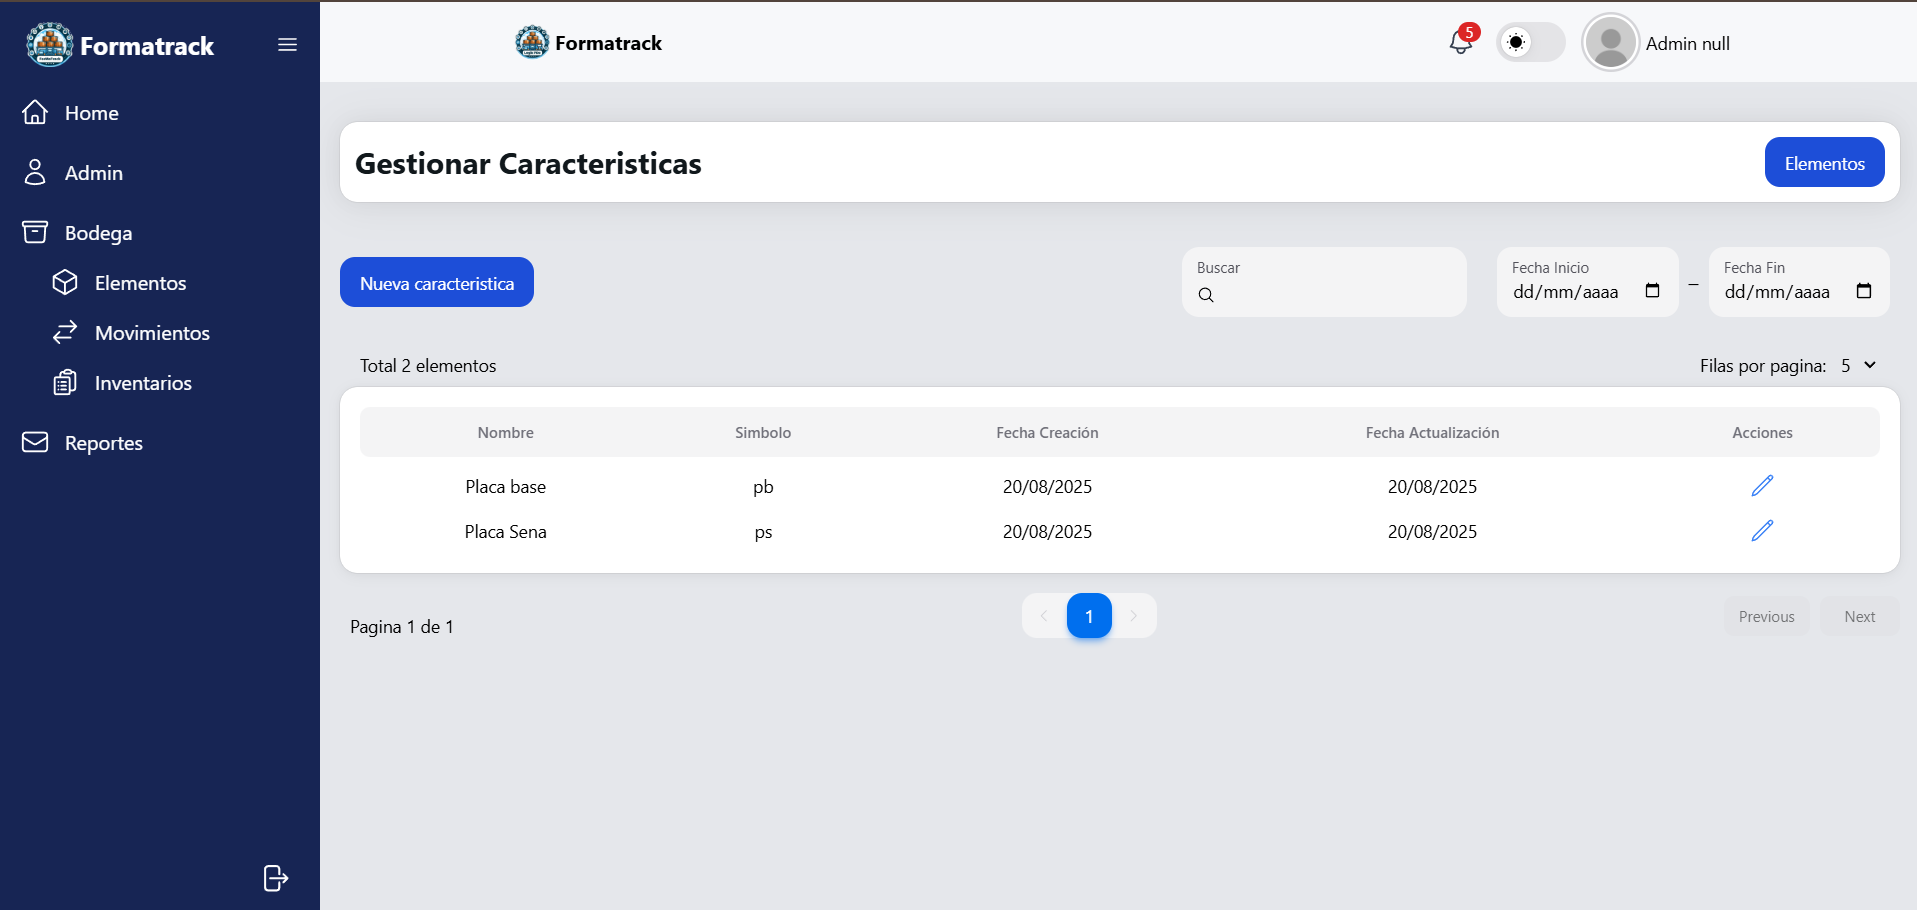 Formatrack
Home
Admin
Bodega
Elementos
Movimientos
Inventarios
Reportes
Formatrack
5
Admin null
Gestionar Caracteristicas
Elementos
Nueva caracteristica
Buscar
Fecha Inicio
dd/mm/aaaa
–
Fecha Fin
dd/mm/aaaa
Total 2 elementos
Filas por pagina: 5
Nombre Simbolo Fecha Creación Fecha Actualización Acciones
Placa base pb 20/08/2025 20/08/2025
Placa Sena ps 20/08/2025 20/08/2025
Pagina 1 de 1
1
Previous
Next